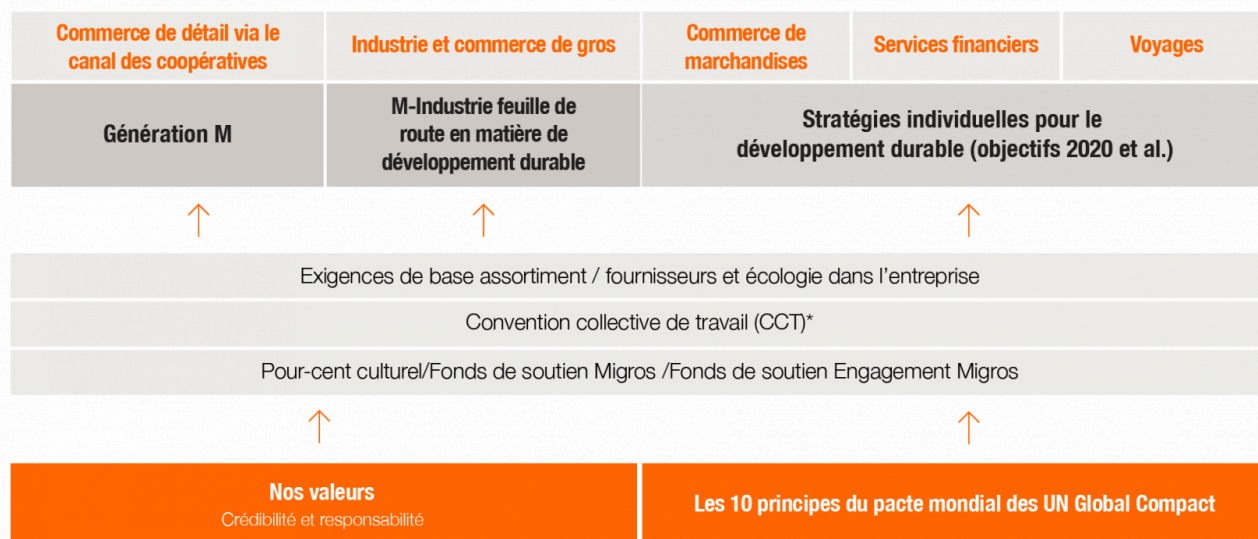 Commerce de détail via le
canal des coopératives
Industrie et commerce de gros
Commerce de
marchandises
Services financiers
Voyages
Génération M
M-Industrie feuille de
route en matière de
développement durable
Stratégies individuelles pour le
développement durable (objectifs 2020 et al.)
Exigences de base assortiment / fournisseurs et écologie dans l’entreprise
Convention collective de travail (CCT)*
Pour-cent culturel/Fonds de soutien Migros /Fonds de soutien Engagement Migros
Nos valeurs
Crédibilité et responsabilité
Les 10 principes du pacte mondial des UN Global Compact